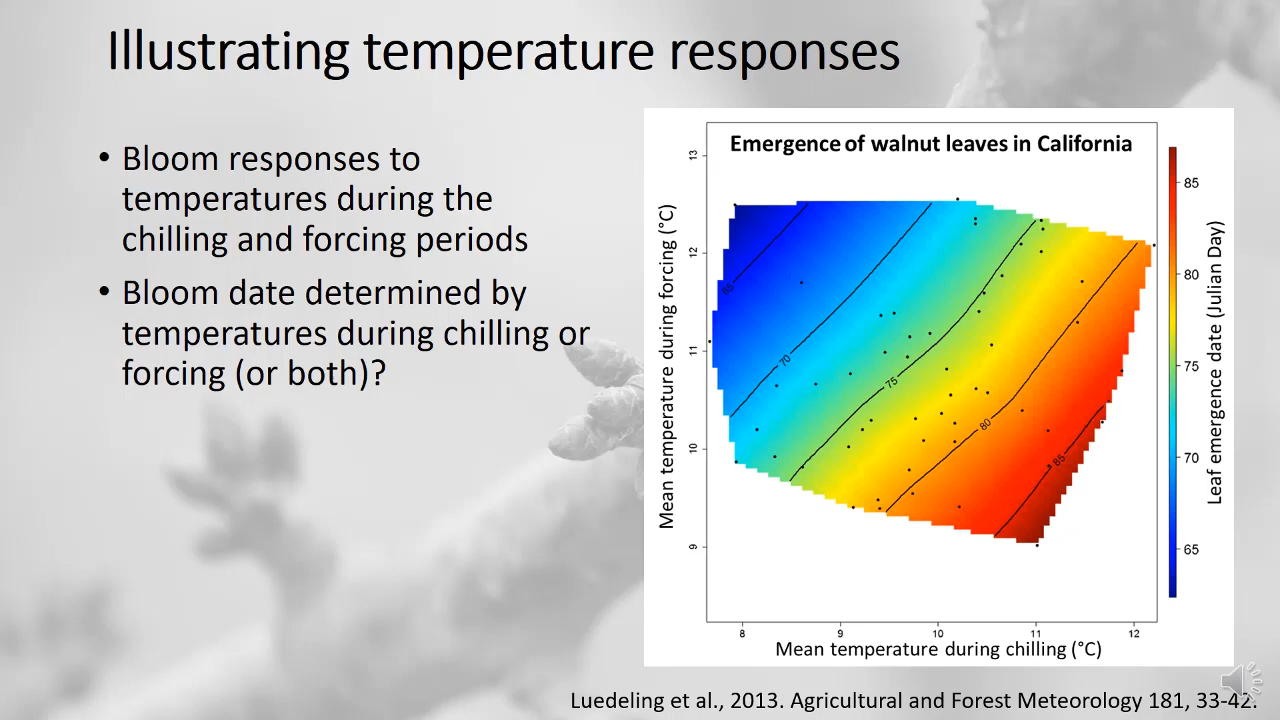 Illustrating temperature responses
• Bloom responses to
temperatures during the
chilling and forcing periods
• Bloom date determined by
temperatures during chilling or
forcing (or both)?
Emergence of walnut leaves in California
Mean temperature during forcing (°C)
13
12
11
10
9
8
9
10
11
12
Mean temperature during chilling (°C)
65
70
75
80
85
85
80
75
70
65
Leaf emergence date (Julian Day)
Luedeling et al., 2013. Agricultural and Forest Meteorology 181, 33-42.